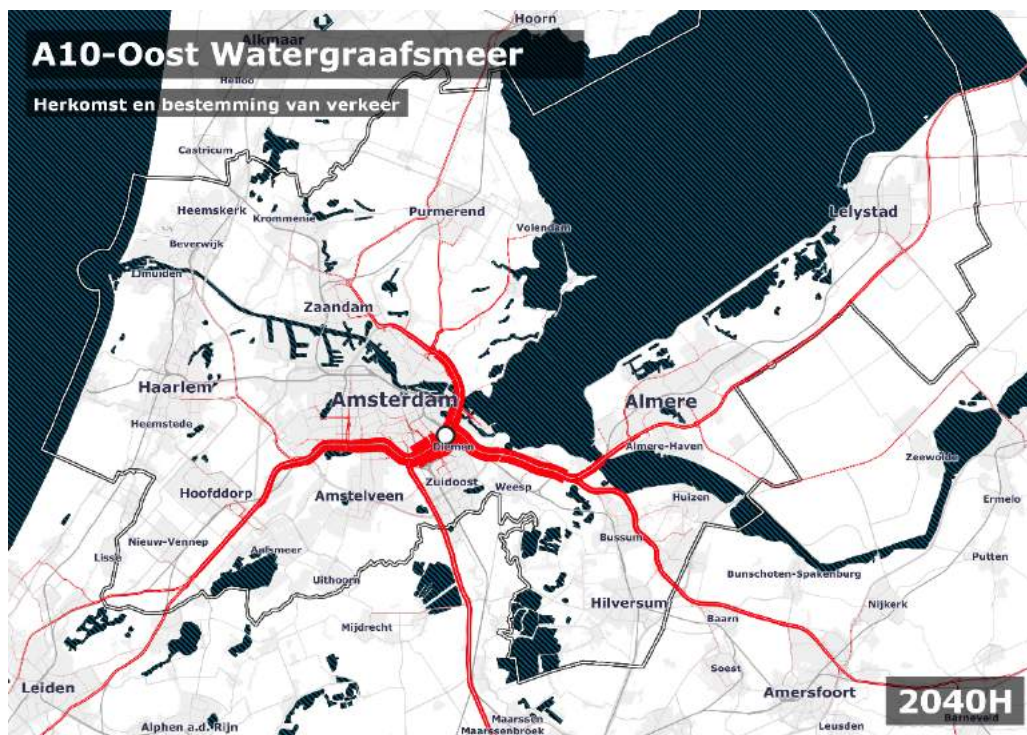 Hoorn
Alkmaar
A10-Oost Watergraafsmeer
Heiloo
Herkomst en bestemming van verkeer
Castricum
Heemskerk
Krommenie
Purmerend
Lelystad
Volendam
Beverwijk
IJmuiden
Zaandam
Haarlem
Amsterdam
Almere
Heemstede
Diemen
Almere-Haven
Zeewolde
Zuidoost
Weesp
Hoofddorp
Amstelveen
Huizen
Ermelo
Nieuw-Vennep
Bussum
Lisse
Aalsmeer
Putten
Uithoorn
Bunschoten-Spakenburg
Hilversum
Nijkerk
Mijdrecht
Baarn
Soest
Leiden
Amersfoort
2040H
Maarssen
Barneveld
Alphen a.d. Rijn
Maarssenbroek
Leusden